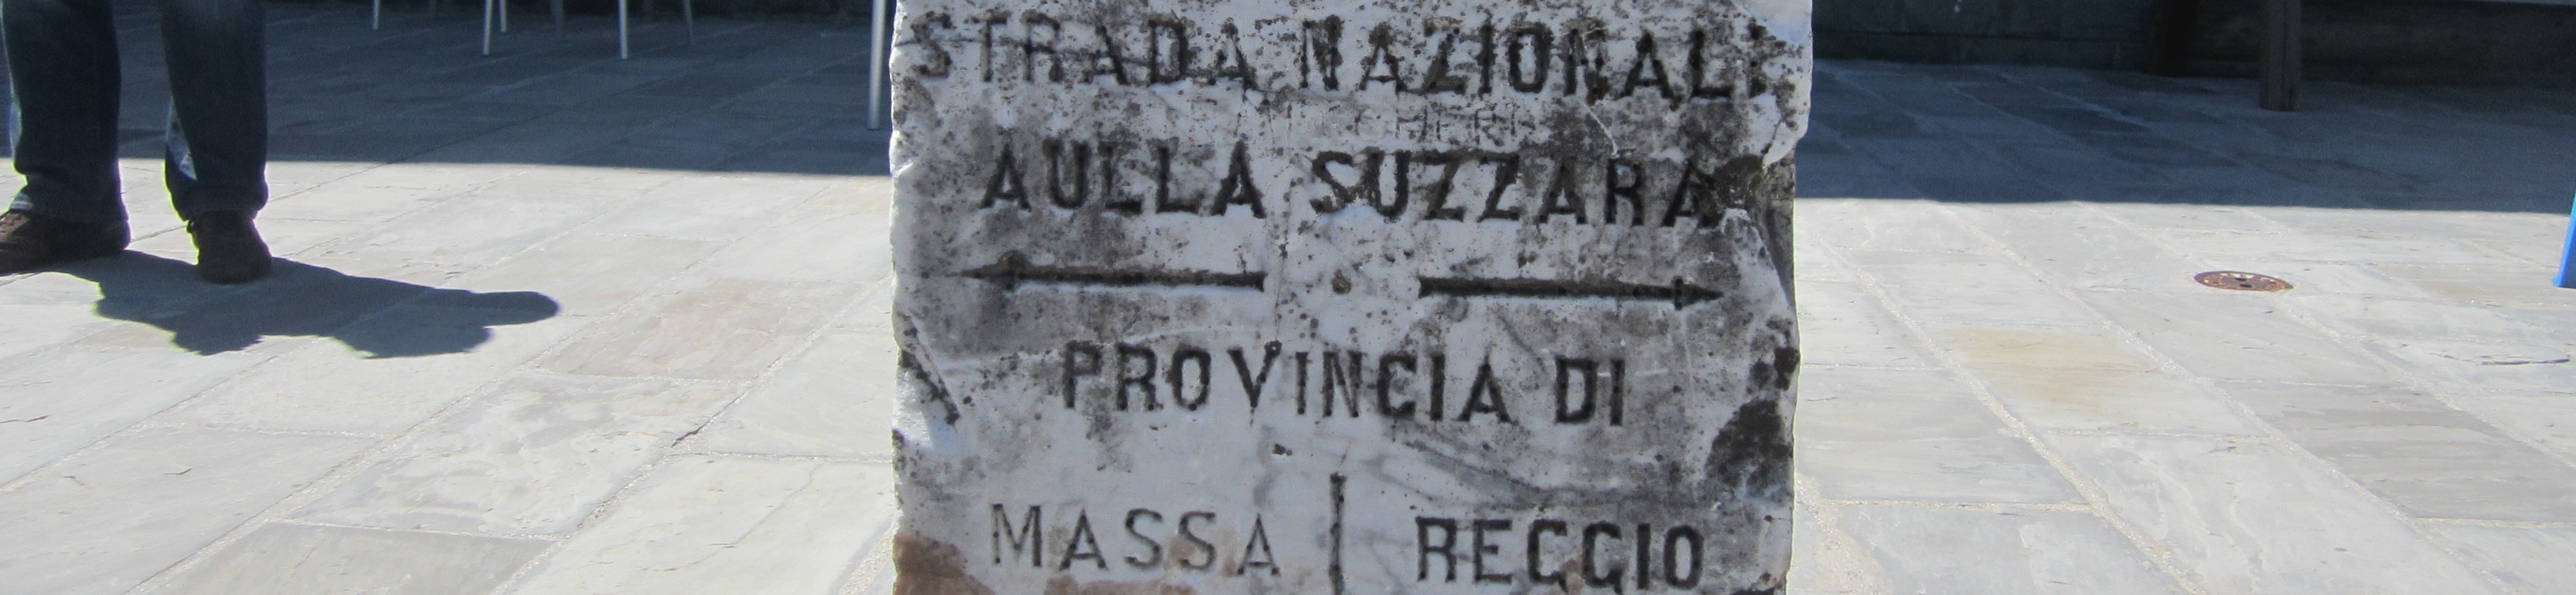 STRADA NAZIONALE
AULLA SUZZARA
PROVINCIA DI
MASSA | REGGIO